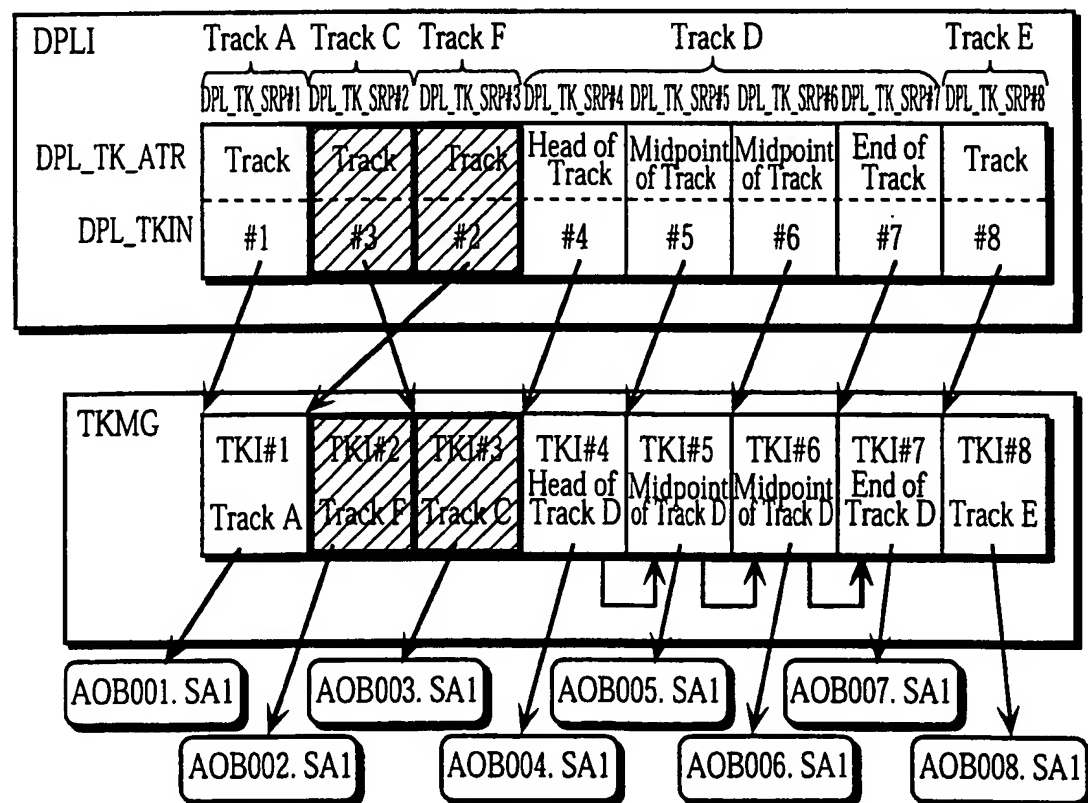 DPLI
Track A Track C Track F Track D Track E
DPL_TK_SRP#1 DPL_TK_SRP#2 DPL_TK_SRP#3 DPL_TK_SRP#4 DPL_TK_SRP#5 DPL_TK_SRP#6 DPL_TK_SRP#7 DPL_TK_SRP#8
DPL_TK_ATR
Track Track Track Head of Track Midpoint of Track Midpoint of Track End of Track Track
DPL_TKIN
#1 #3 #2 #4 #5 #6 #7 #8
TKMG
TKI#1 TKI#2 TKI#3 TKI#4 TKI#5 TKI#6 TKI#7 TKI#8
Track A Track F Track C Head of Track D Midpoint of Track D Midpoint of Track D End of Track D Track E
AOB001. SA1 AOB003. SA1 AOB005. SA1 AOB007. SA1
AOB002. SA1 AOB004. SA1 AOB006. SA1 AOB008. SA1